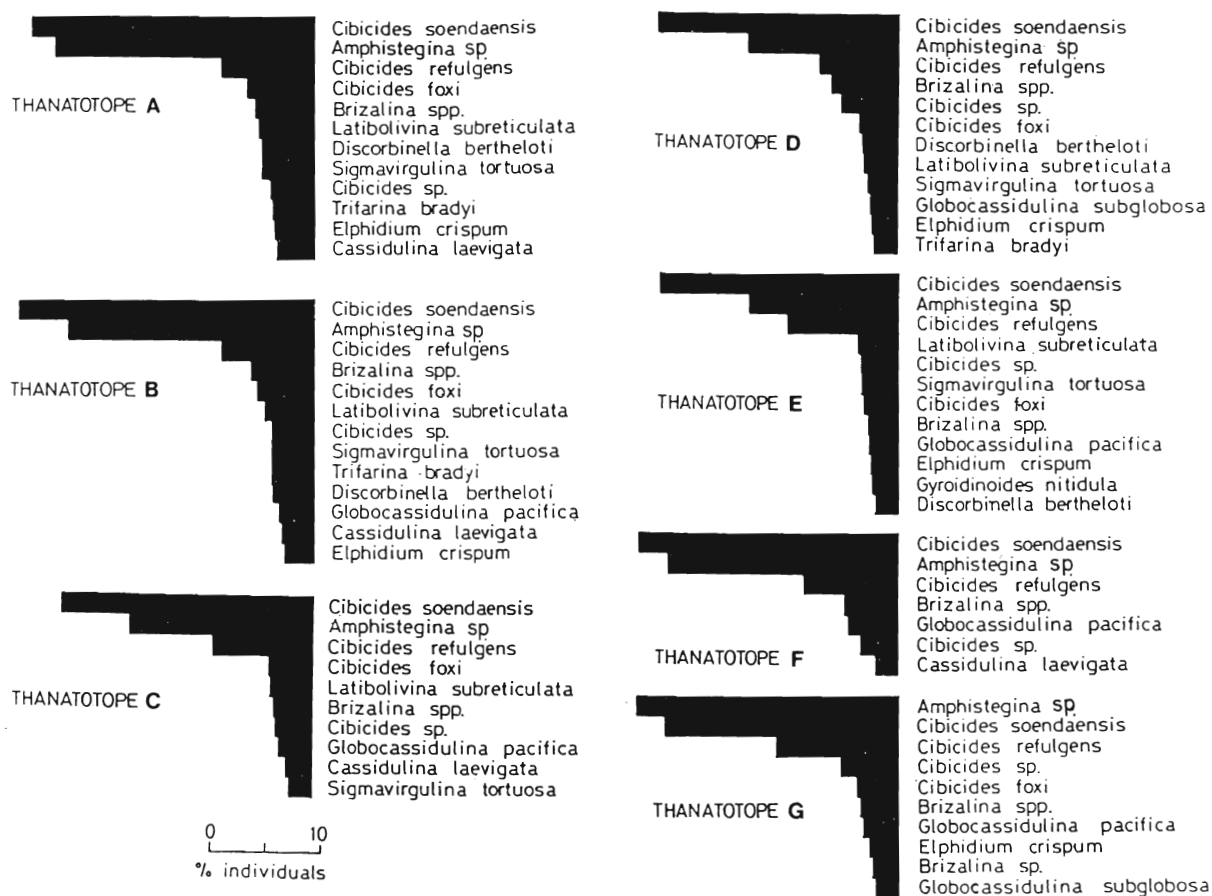 Cibicides soendaensis
Amphistegina sp
Cibicides refulgens
Cibicides foxi
THANATOTOPE A
Brizalina spp.
Latibolivina subreticulata
Discorbinella bertheloti
Sigmavirgulina tortuosa
Cibicides sp.
Trifarina bradyi
Elphidium crispum
Cassidulina laevigata
Cibicides soendaensis
Amphistegina sp
Cibicides refulgens
Brizalina spp.
THANATOTOPE B
Cibicides foxi
Latibolivina subreticulata
Cibicides sp.
Sigmavirgulina tortuosa
Trifarina bradyi
Discorbinella bertheloti
Globocassidulina pacifica
Cassidulina laevigata
Elphidium crispum
Cibicides soendaensis
Amphistegina sp
Cibicides refulgens
Cibicides foxi
Latibolivina subreticulata
THANATOTOPE C
Brizalina spp.
Cibicides sp.
Globocassidulina pacifica
Cassidulina laevigata
Sigmavirgulina tortuosa
0 10
% individuals
Cibicides soendaensis
Amphistegina sp
Cibicides refulgens
Brizalina spp.
Cibicides sp.
Cibicides foxi
THANATOTOPE D
Discorbinella bertheloti
Latibolivina subreticulata
Sigmavirgulina tortuosa
Globocassidulina subglobosa
Elphidium crispum
Trifarina bradyi
Cibicides soendaensis
Amphistegina sp
Cibicides refulgens
Latibolivina subreticulata
Cibicides sp.
Sigmavirgulina tortuosa
THANATOTOPE E
Cibicides foxi
Brizalina spp.
Globocassidulina pacifica
Elphidium crispum
Gyroidinoides nitidula
Discorbinella bertheloti
Cibicides soendaensis
Amphistegina sp
Cibicides refulgens
Brizalina spp.
Globocassidulina pacifica
Cibicides sp.
THANATOTOPE F
Cassidulina laevigata
Amphistegina sp
Cibicides soendaensis
Cibicides refulgens
Cibicides sp.
Cibicides foxi
THANATOTOPE G
Brizalina spp.
Globocassidulina pacifica
Elphidium crispum
Brizalina sp.
Globocassidulina subglobosa